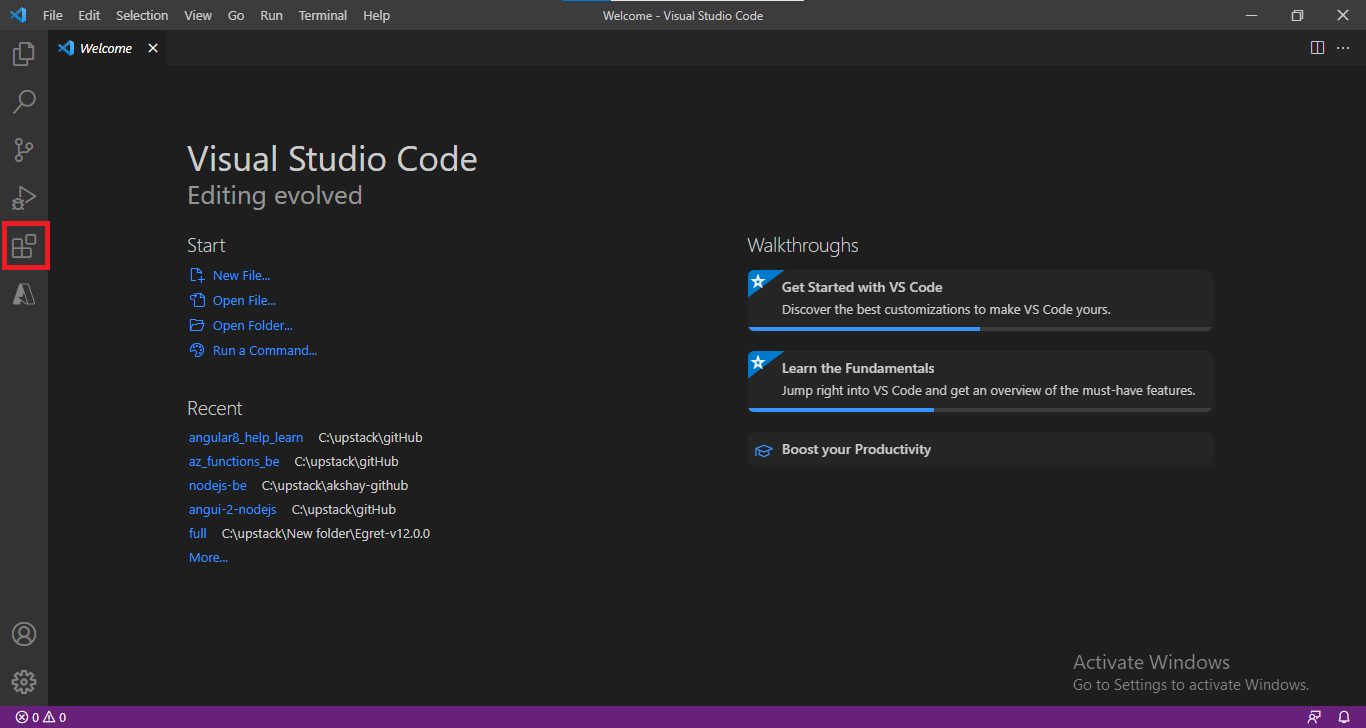 File Edit Selection View Go Run Terminal Help Welcome - Visual Studio Code
Welcome
Visual Studio Code
Editing evolved
Start
New File...
Open File...
Open Folder...
Run a Command...
Recent
angular8_help_learn C:\upstack\gitHub
az_functions_be C:\upstack\gitHub
nodejs-be C:\upstack\akshay-github
angui-2-nodejs C:\upstack\gitHub
full C:\upstack\New folder\Egret-v12.0.0
More...
Walkthroughs
Get Started with VS Code
Discover the best customizations to make VS Code yours.
Learn the Fundamentals
Jump right into VS Code and get an overview of the must-have features.
Boost your Productivity
Activate Windows
Go to Settings to activate Windows.
0 0